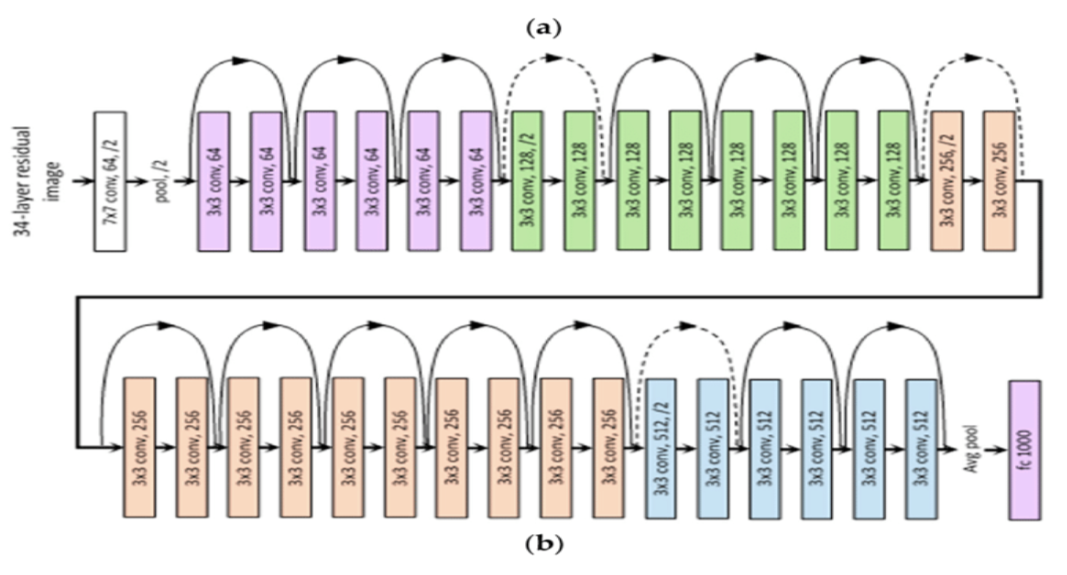 (a)
34-layer residual
image
7x7 conv, 64, /2
pool, /2
3x3 conv, 64
3x3 conv, 64
3x3 conv, 64
3x3 conv, 64
3x3 conv, 64
3x3 conv, 64
3x3 conv, 128, /2
3x3 conv, 128
3x3 conv, 128
3x3 conv, 128
3x3 conv, 128
3x3 conv, 128
3x3 conv, 128
3x3 conv, 128
3x3 conv, 256, /2
3x3 conv, 256
3x3 conv, 256
3x3 conv, 256
3x3 conv, 256
3x3 conv, 256
3x3 conv, 256
3x3 conv, 256
3x3 conv, 256
3x3 conv, 256
3x3 conv, 256
3x3 conv, 256
3x3 conv, 512, /2
3x3 conv, 512
3x3 conv, 512
3x3 conv, 512
3x3 conv, 512
3x3 conv, 512
Avg pool
fc 1000
(b)